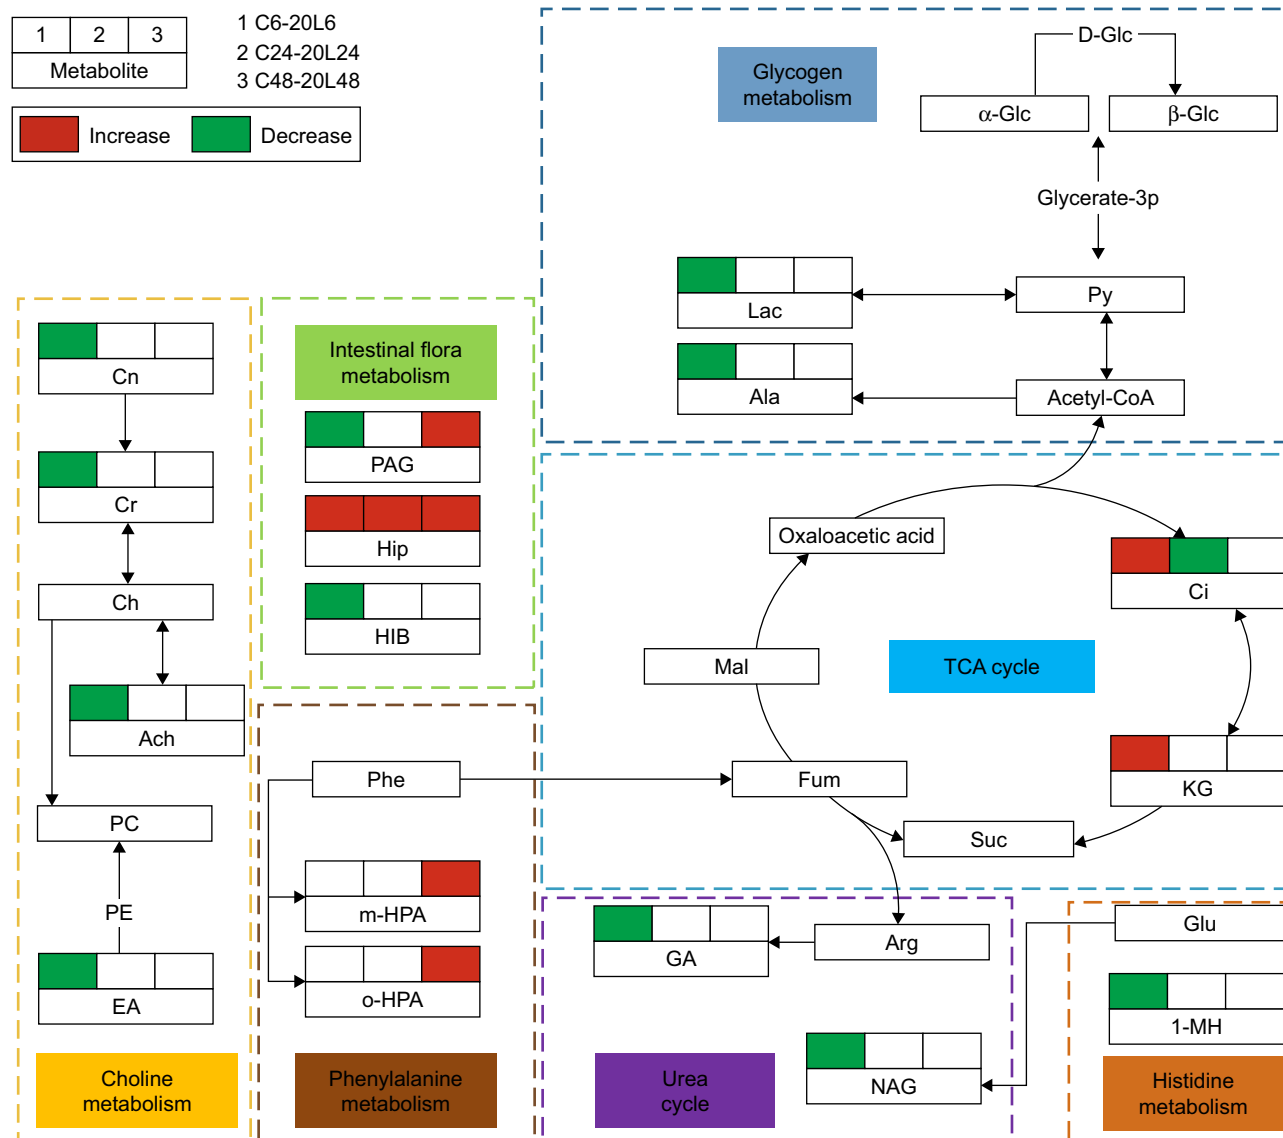 1 2 3
Metabolite
1 C6-20L6
2 C24-20L24
3 C48-20L48
Increase
Decrease
Glycogen
metabolism
D-Glc
α-Glc
β-Glc
Glycerate-3p
Lac
Py
Ala
Acetyl-CoA
Cn
Cr
Ch
Ach
PC
PE
EA
Choline
metabolism
Intestinal flora
metabolism
PAG
Hip
HIB
Phe
m-HPA
o-HPA
Phenylalanine
metabolism
Oxaloacetic acid
Ci
Mal
TCA cycle
Fum
KG
Suc
GA
Arg
NAG
Urea
cycle
Glu
1-MH
Histidine
metabolism